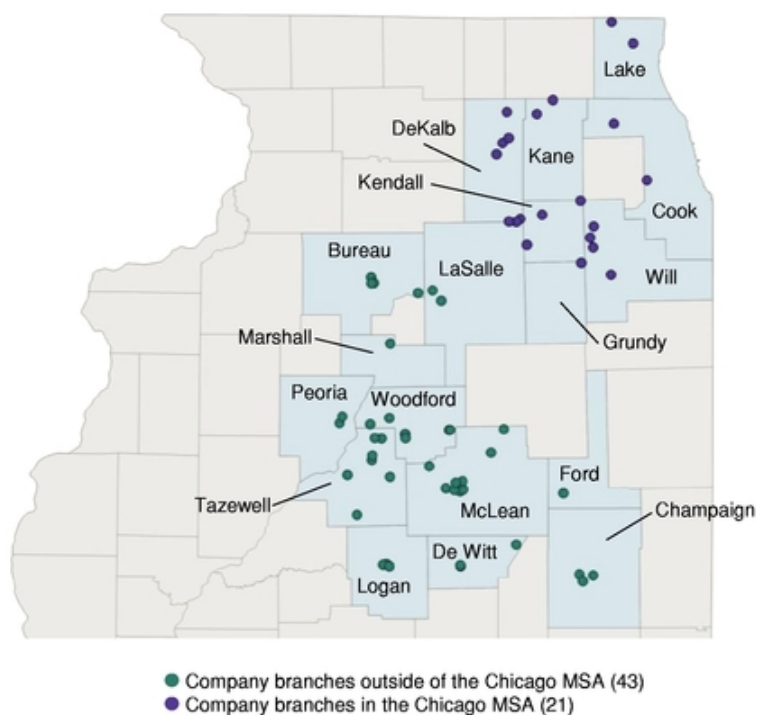 Lake
DeKalb
Kane
Kendall
Cook
Bureau
LaSalle
Will
Marshall
Grundy
Peoria
Woodford
Ford
Tazewell
McLean
Champaign
De Witt
Logan
Company branches outside of the Chicago MSA (43)
Company branches in the Chicago MSA (21)